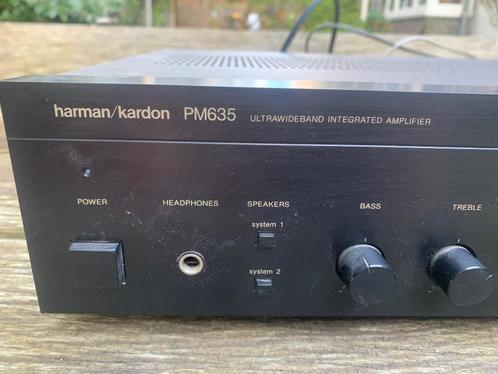 harman/kardon PM635 ULTRAWIDEBAND INTEGRATED AMPLIFIER
POWER HEADPHONES SPEAKERS BASS TREBLE
system 1
system 2